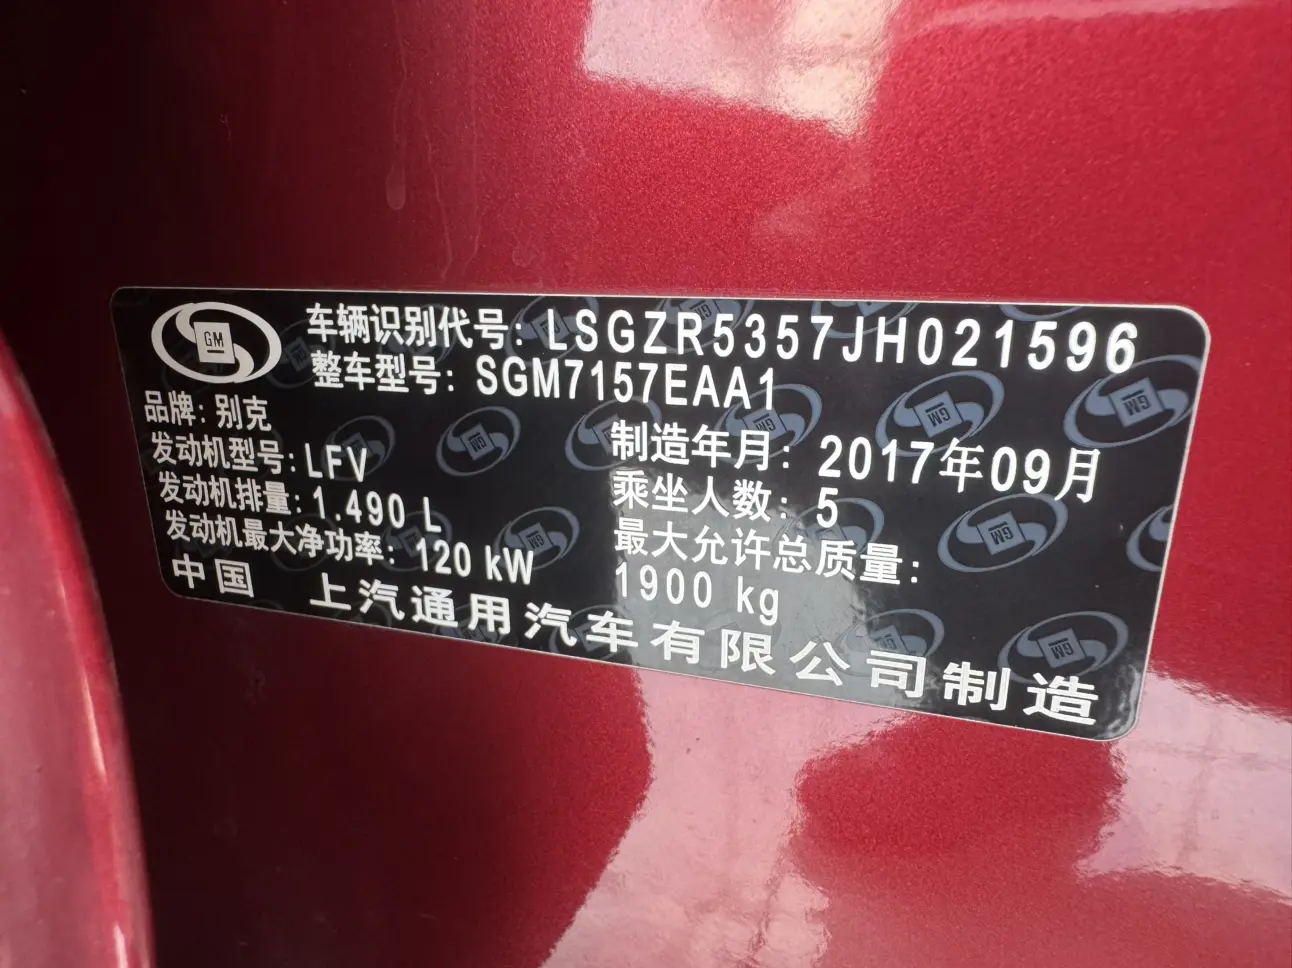 GM
车辆识别代号: LSGZR5357JH021596
整车型号: SGM7157EAA1
品牌: 别克
发动机型号: LFV
发动机排量: 1.490 L
发动机最大净功率: 120 kW
制造年月: 2017年09月
乘坐人数: 5
最大允许总质量:
1900 kg
中国 上汽通用汽车有限公司制造